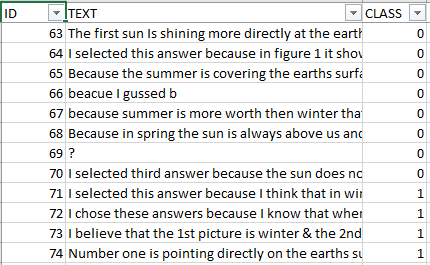 ID TEXT CLASS
63 The first sun Is shining more directly at the earth 0
64 I selected this answer because in figure 1 it show 0
65 Because the summer is covering the earths surfa 0
66 beacue I gussed b 0
67 because summer is more worth then winter tha 0
68 Because in spring the sun is always above us and 0
69 ? 0
70 I selected third answer because the sun does no 0
71 I selected this answer because I think that in win 1
72 I chose these answers because I know that when 1
73 I believe that the 1st picture is winter & the 2nd 1
74 Number one is pointing directly on the earths su 1